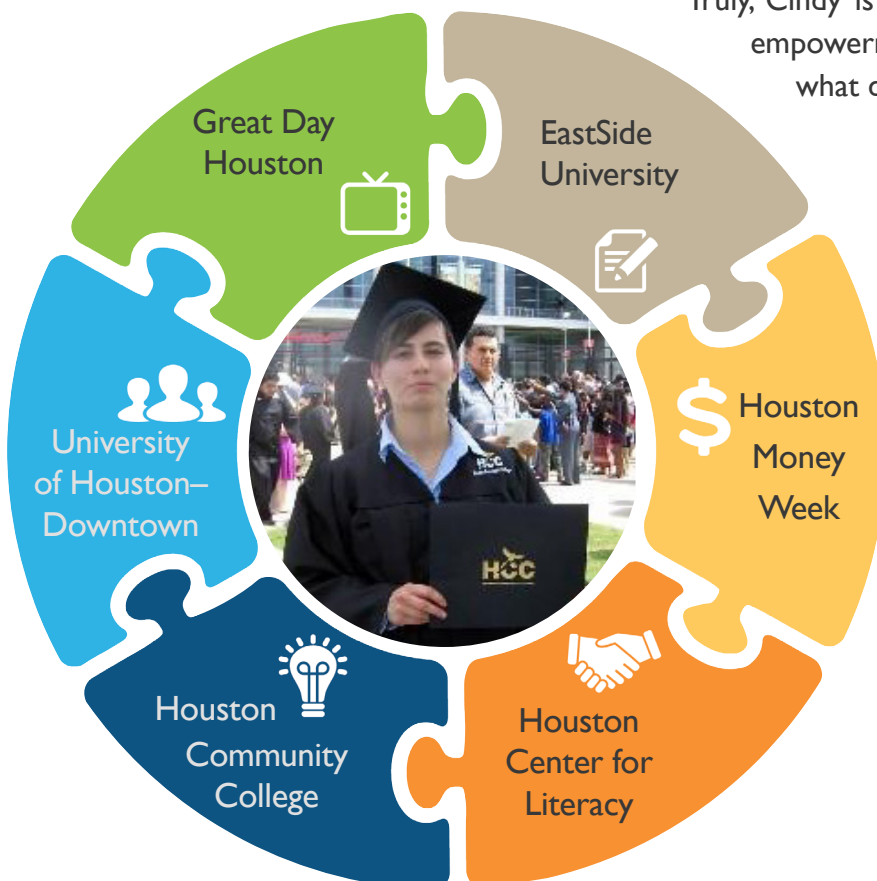 Truly, Cindy is
what
Great Day
Houston
EastSide
University
Houston
Money
Week
Houston
Center for
Literacy
Houston
Community
College
University
of Houston–
Downtown
HCC
HCC